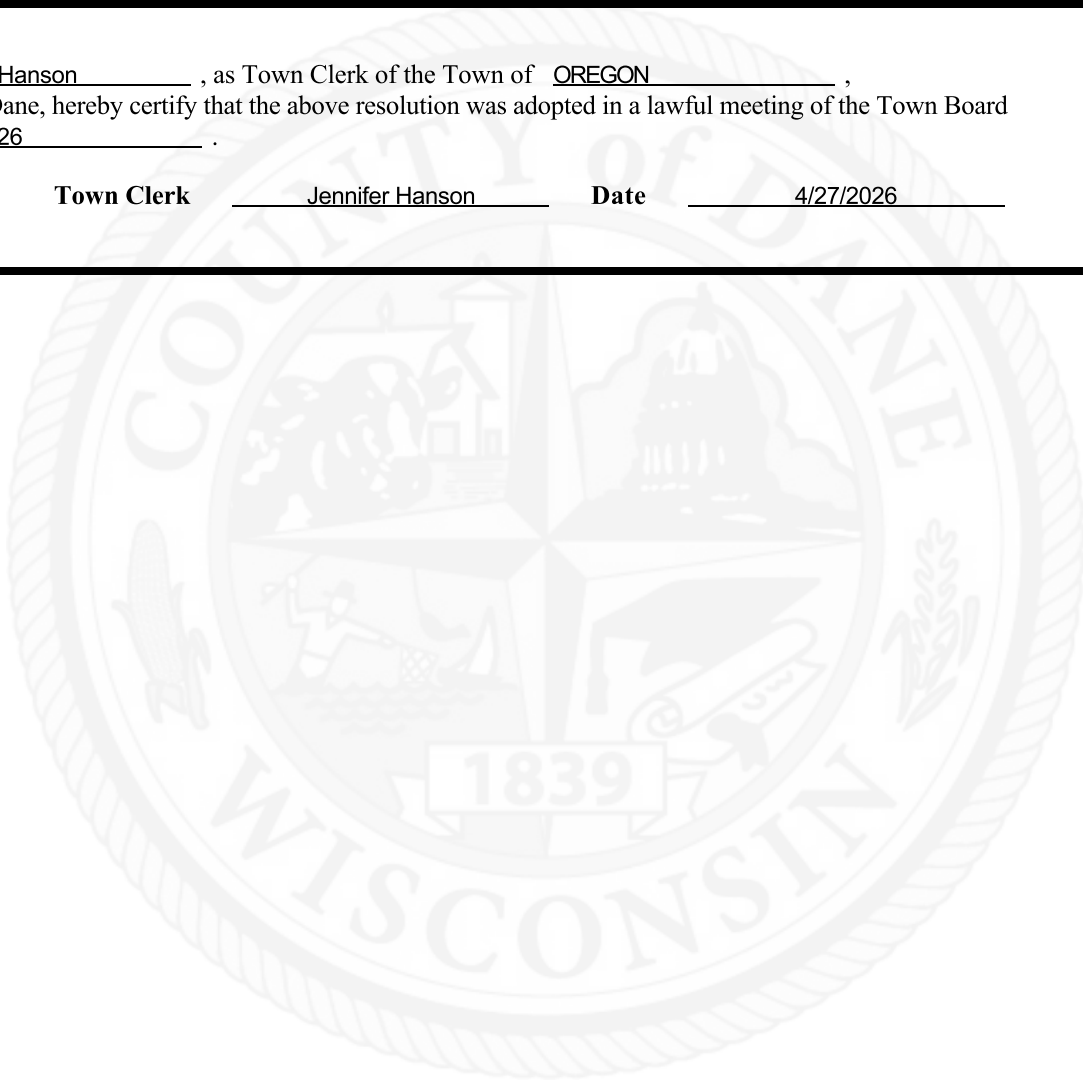 Hanson , as Town Clerk of the Town of OREGON ,
Dane, hereby certify that the above resolution was adopted in a lawful meeting of the Town Board
26 .
Town Clerk Jennifer Hanson Date 4/27/2026
COUNTY of DANE
1839
WISCONSIN